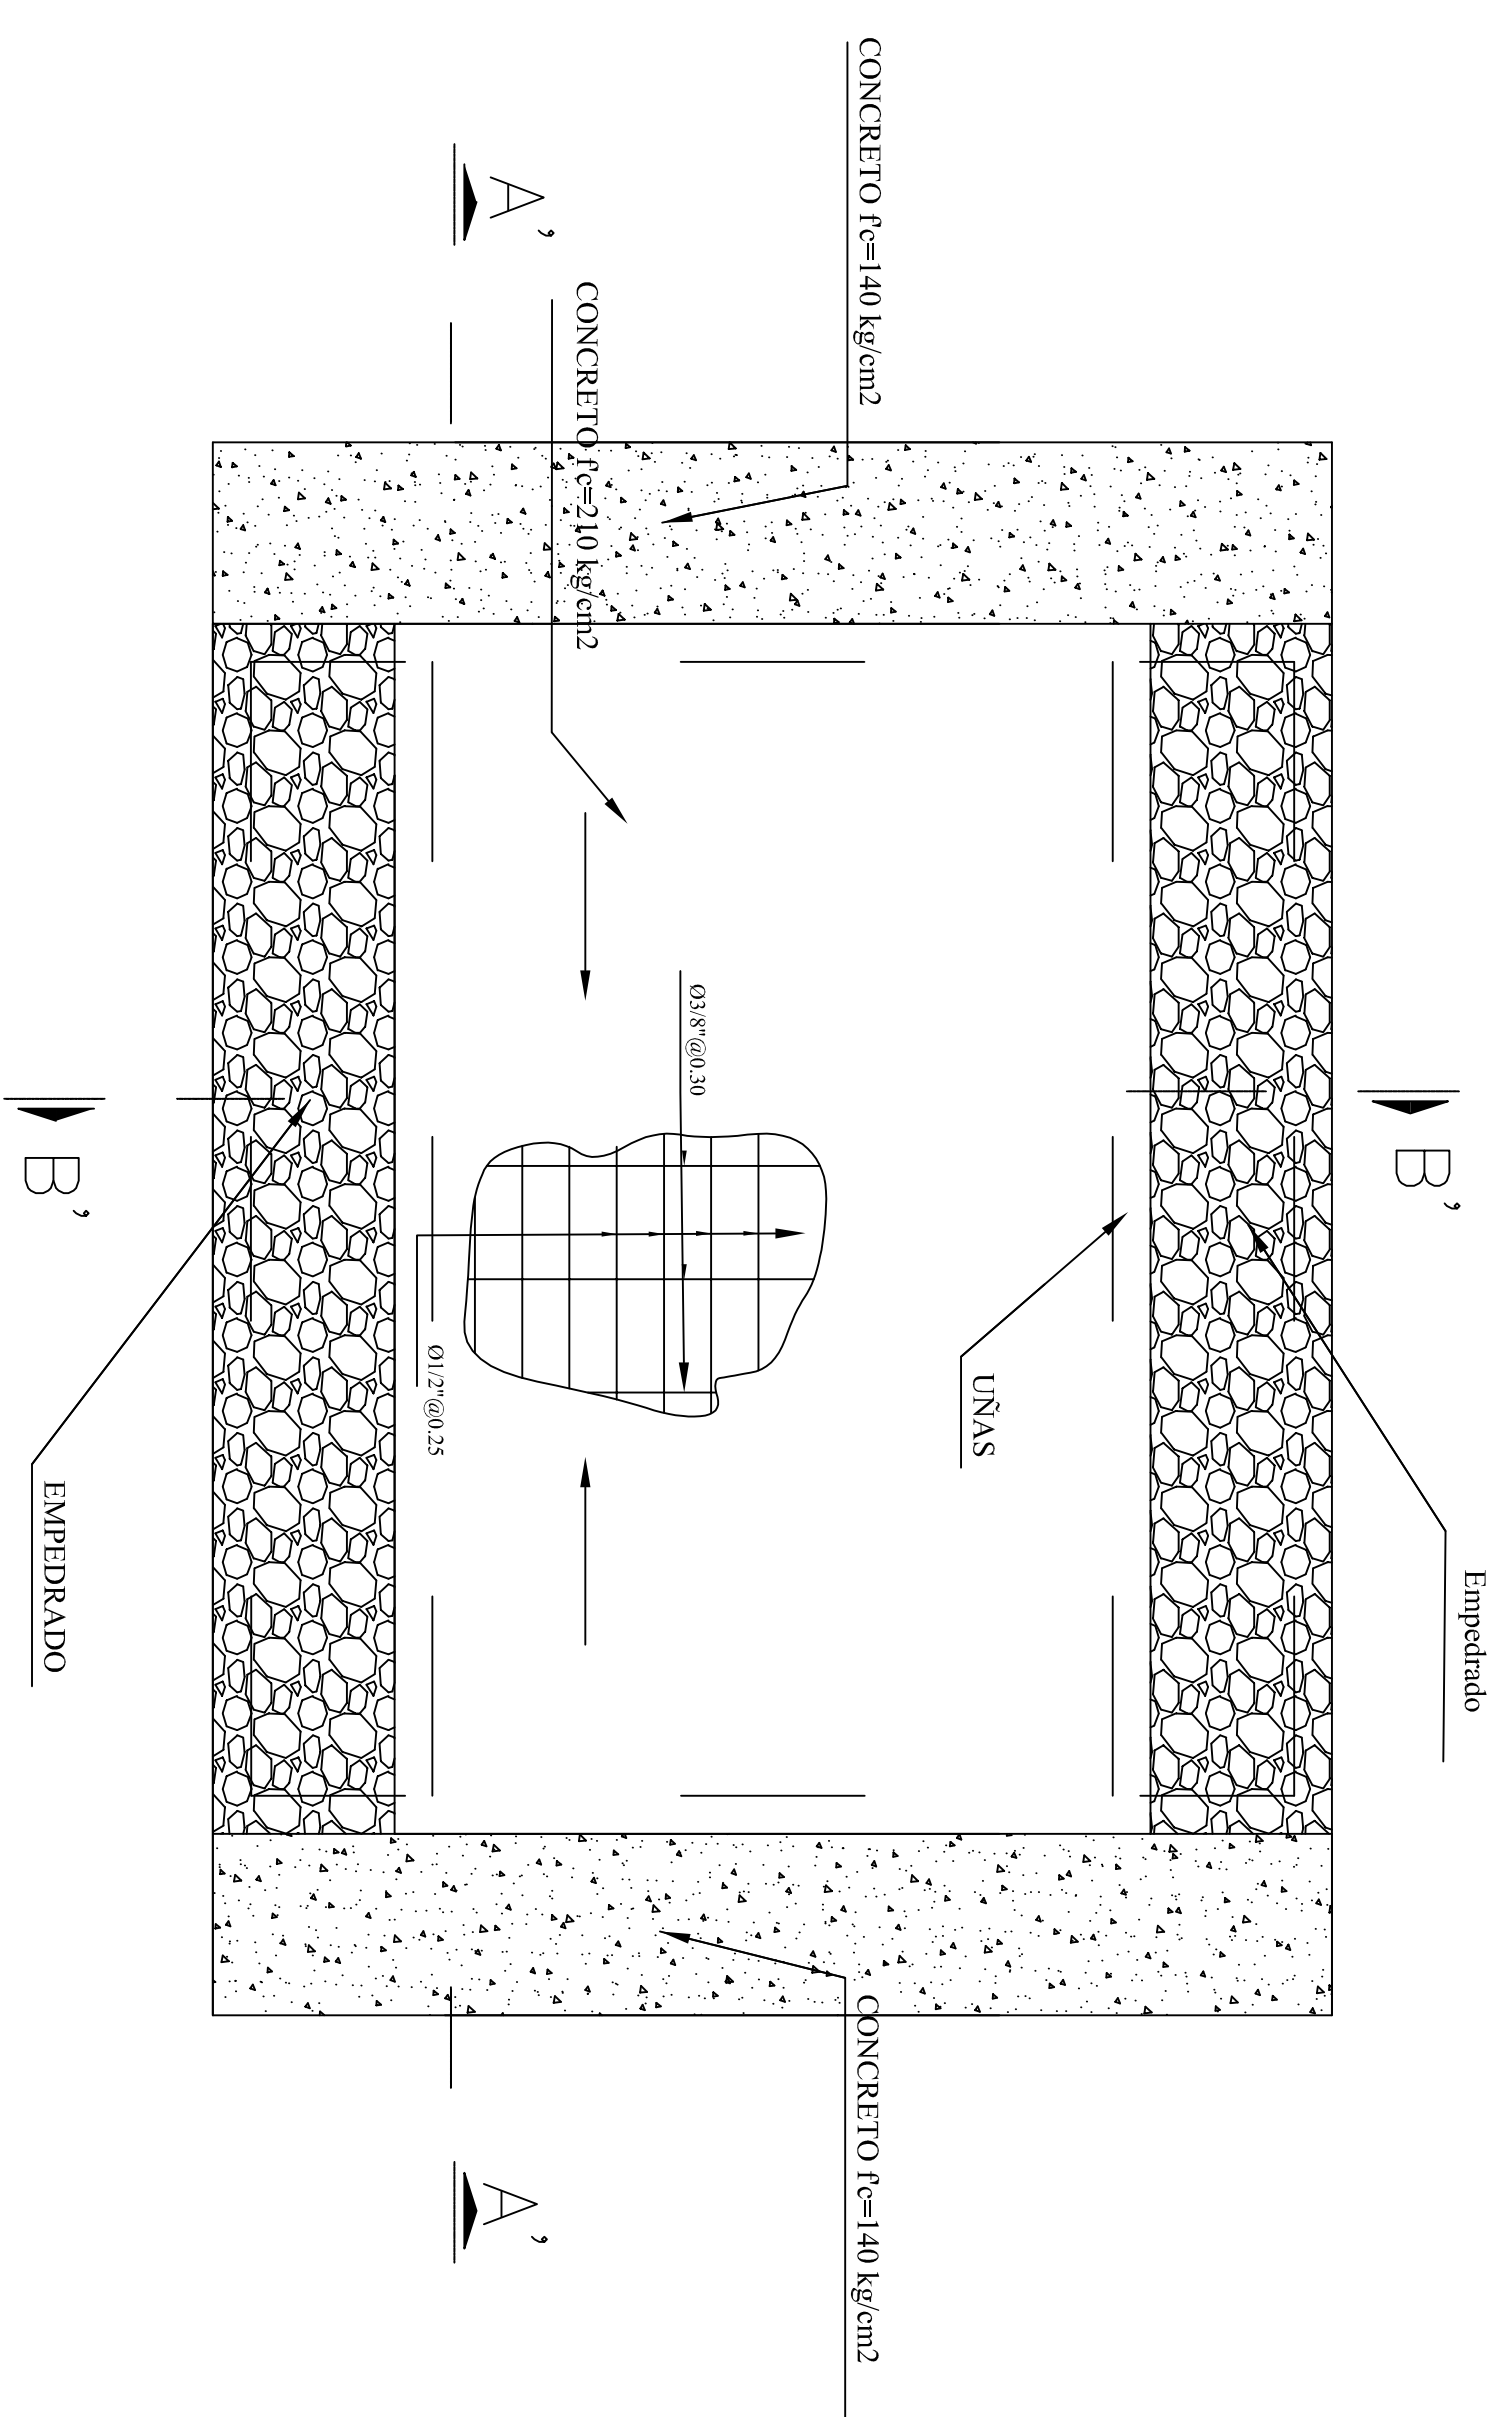 Empedrado
B'
UÑAS
CONCRETO f'c=140 kg/cm2
CONCRETO f'c=140 kg/cm2
Ø3/8"@0.30
CONCRETO f'c=210 kg/cm2
A'
A'
Ø1/2"@0.25
B'
EMPEDRADO